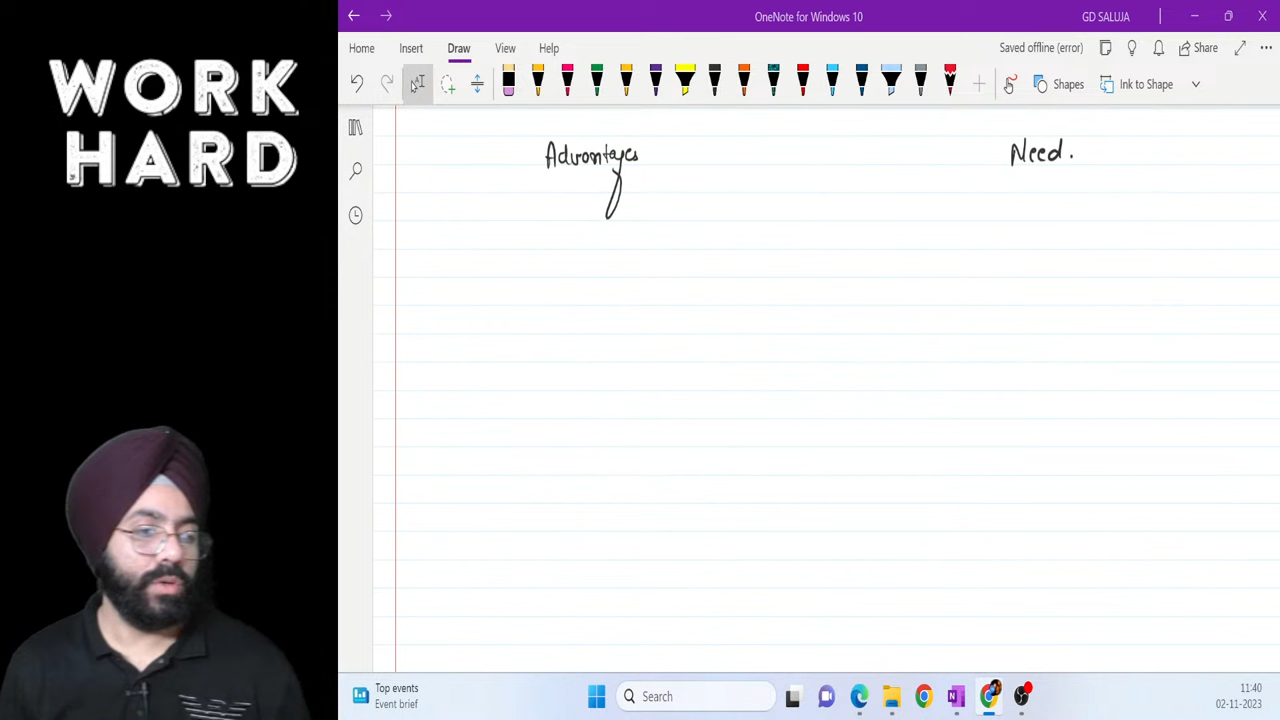 WORK
HARD
OneNote for Windows 10
GD SALUJA
Home Insert Draw View Help
Saved offline (error)
Share
Shapes
Ink to Shape
Advantages
Need.
Top events
Event brief
Search
11:40
02-11-2023